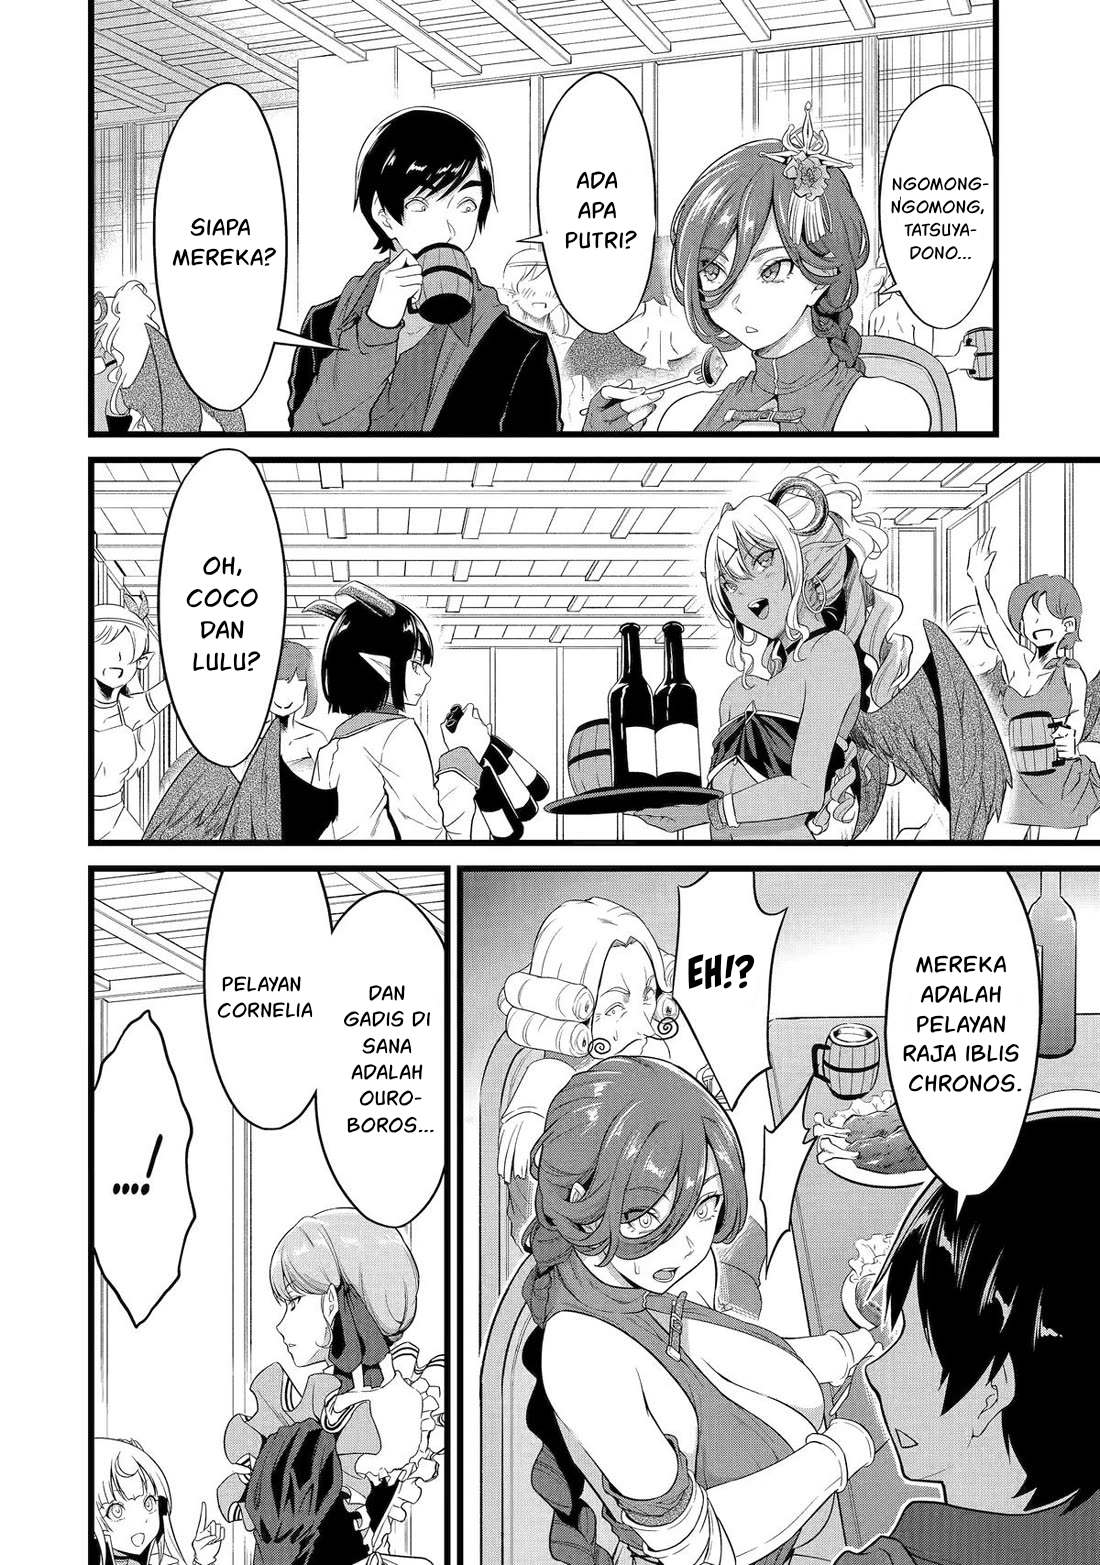 NGOMONG-
NGOMONG,
TATSUYA-
DONO...
ADA
APA
PUTRI?
SIAPA
MEREKA?
OH,
COCO
DAN
LULU?
MEREKA
ADALAH
PELAYAN
RAJA IBLIS
CHRONOS.
EH!?
DAN
GADIS DI
SANA
ADALAH
OURO-
BOROS...
PELAYAN
CORNELIA
....!